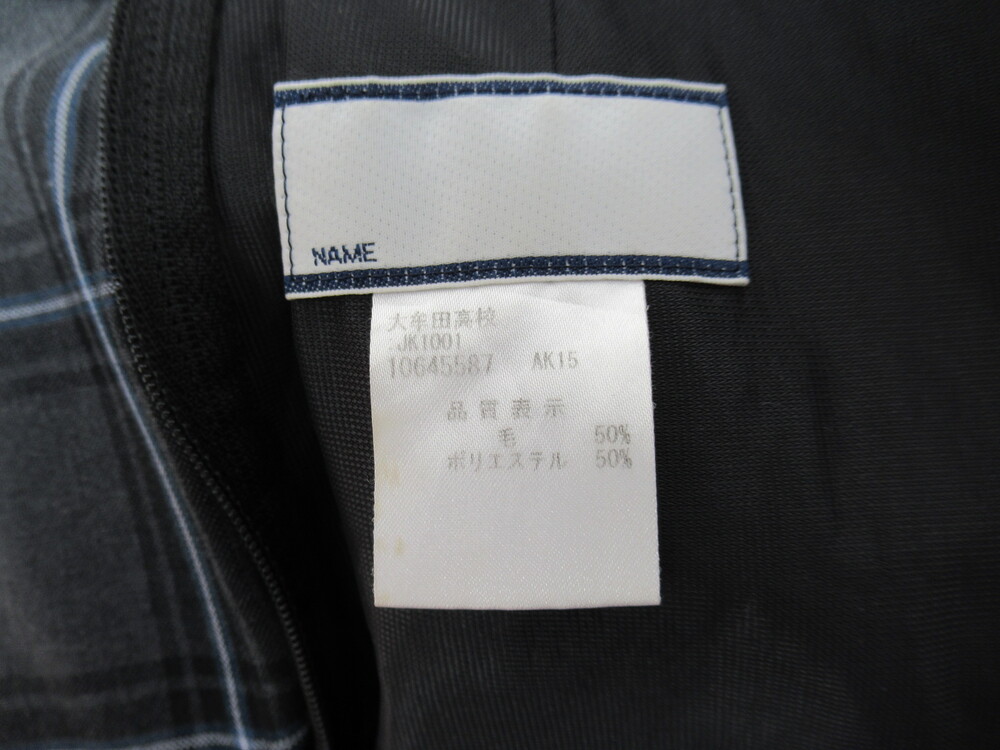 NAME
大牟田高校
JK1001
10645587 AK15
品質表示
毛 50%
ポリエステル 50%